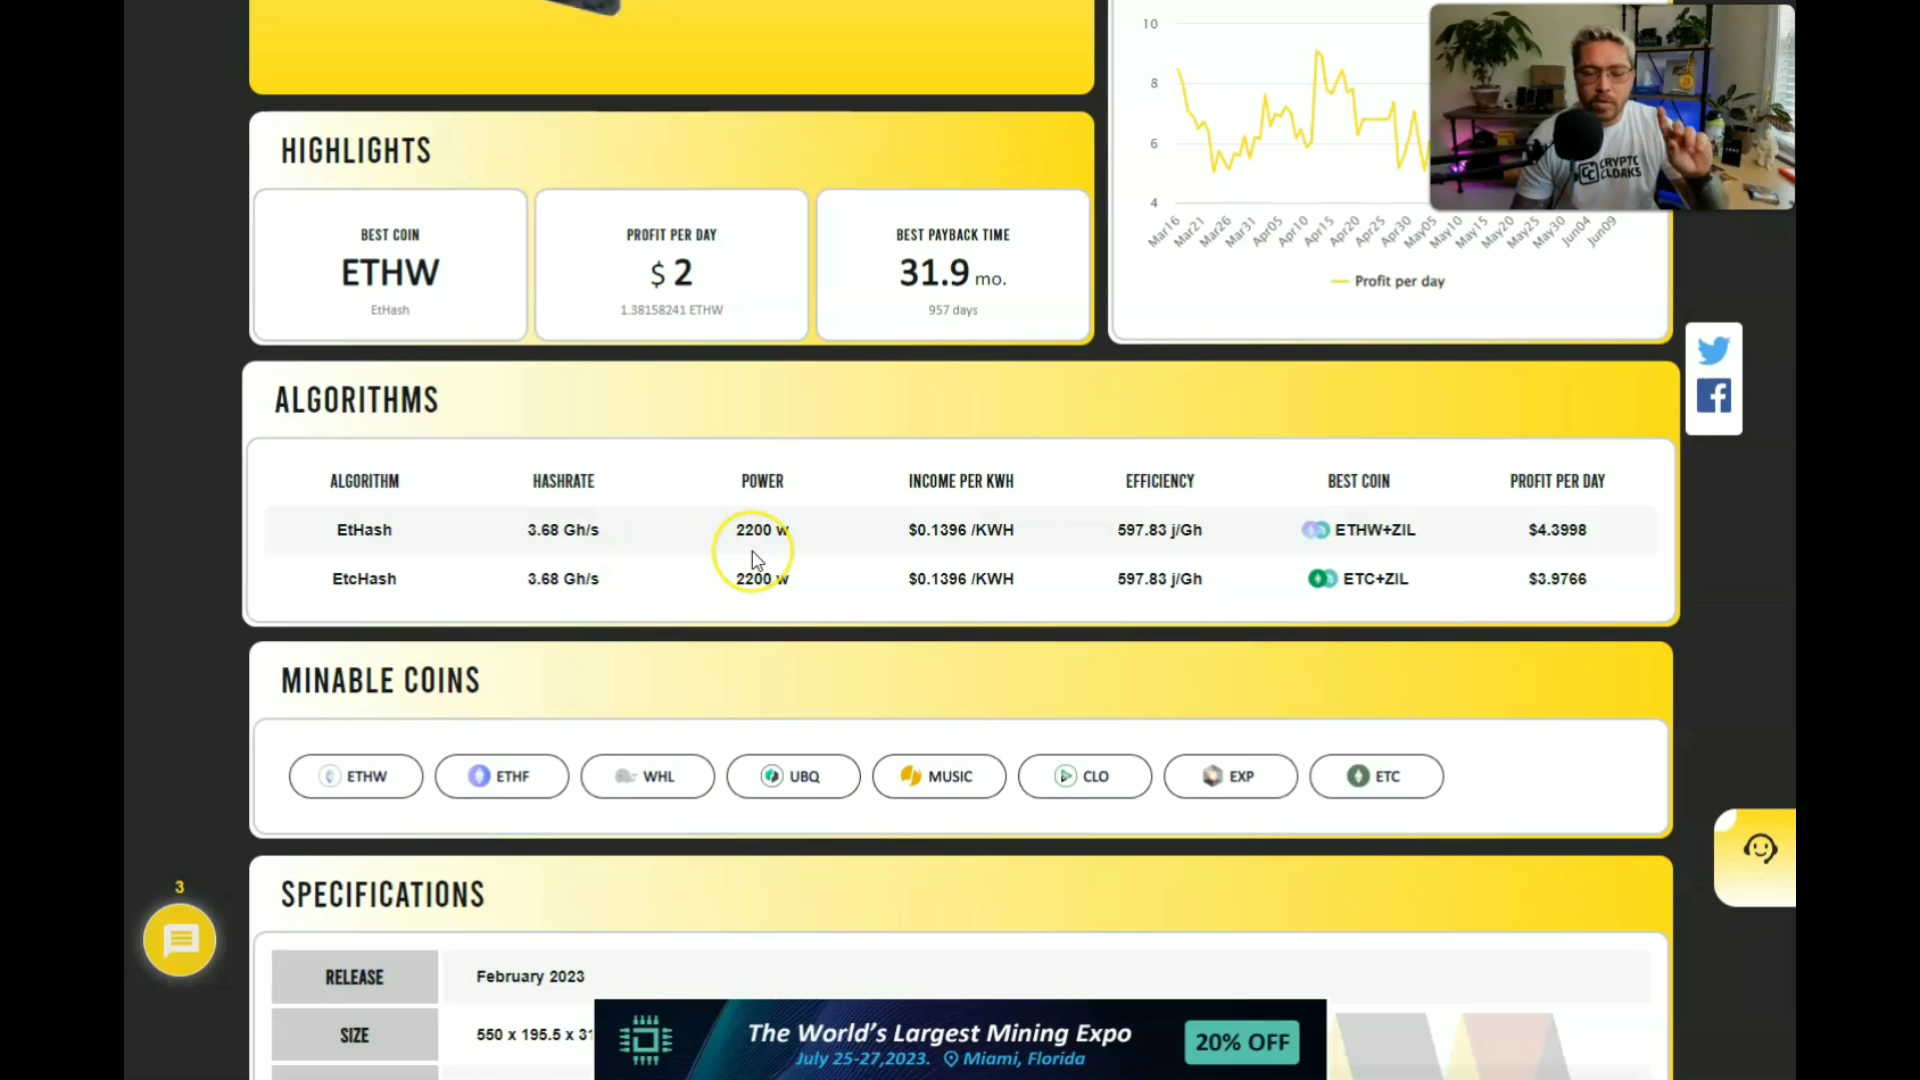 10
8
6
4
Mar16 Mar21 Mar26 Mar31 Apr05 Apr10 Apr15 Apr20 Apr25 Apr30 May05 May10 May15 May20 May25 May30 Jun04 Jun09
Profit per day
CRYPTO
CLOAKS
HIGHLIGHTS
BEST COIN
ETHW
EtHash
PROFIT PER DAY
$ 2
1.38158241 ETHW
BEST PAYBACK TIME
31.9 mo.
957 days
ALGORITHMS
ALGORITHM HASHRATE POWER INCOME PER KWH EFFICIENCY BEST COIN PROFIT PER DAY
EtHash 3.68 Gh/s 2200 w $0.1396 /KWH 597.83 j/Gh ETHW+ZIL $4.3998
EtcHash 3.68 Gh/s 2200 w $0.1396 /KWH 597.83 j/Gh ETC+ZIL $3.9766
MINABLE COINS
ETHW ETHF WHL UBQ MUSIC CLO EXP ETC
SPECIFICATIONS
3
RELEASE February 2023
SIZE 550 x 195.5 x
The World's Largest Mining Expo
July 25-27,2023. Miami, Florida
20% OFF